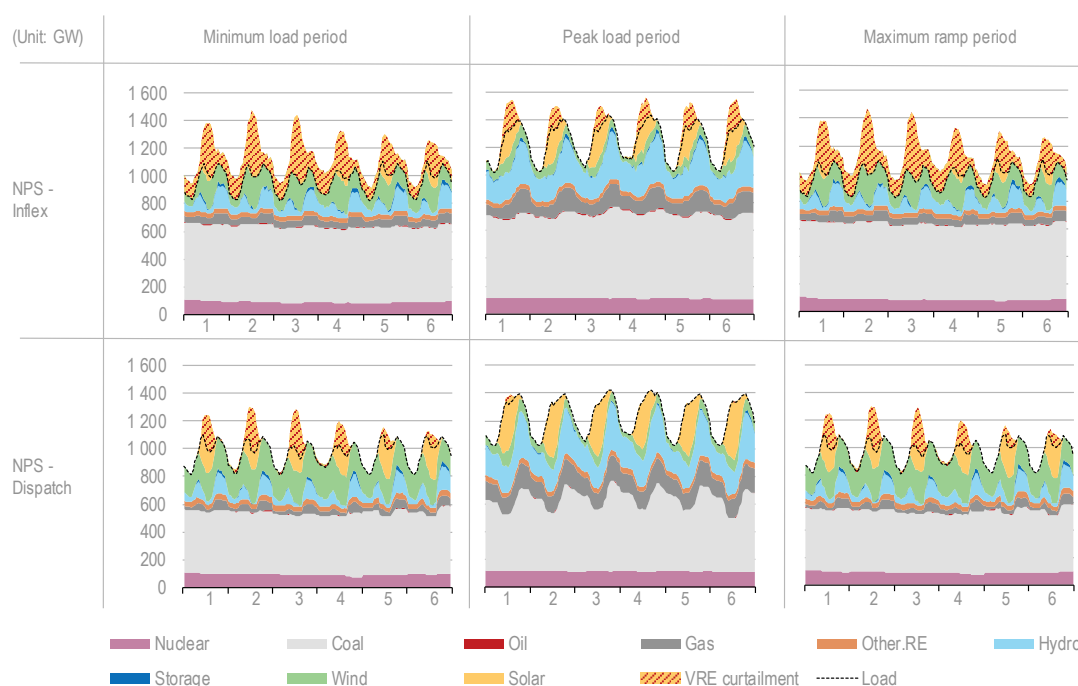 (Unit: GW) Minimum load period Peak load period Maximum ramp period
1 600
1 400
1 200
1 000
800
600
400
200
0
NPS -
Inflex
1 2 3 4 5 6 1 2 3 4 5 6 1 2 3 4 5 6
1 600
1 400
1 200
1 000
800
600
400
200
0
NPS -
Dispatch
1 2 3 4 5 6 1 2 3 4 5 6 1 2 3 4 5 6
Nuclear Coal Oil Gas Other.RE Hydro
Storage Wind Solar VRE curtailment Load